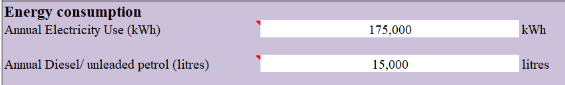 Energy consumption
Annual Electricity Use (kWh) 175,000 kWh
Annual Diesel/ unleaded petrol (litres) 15,000 litres